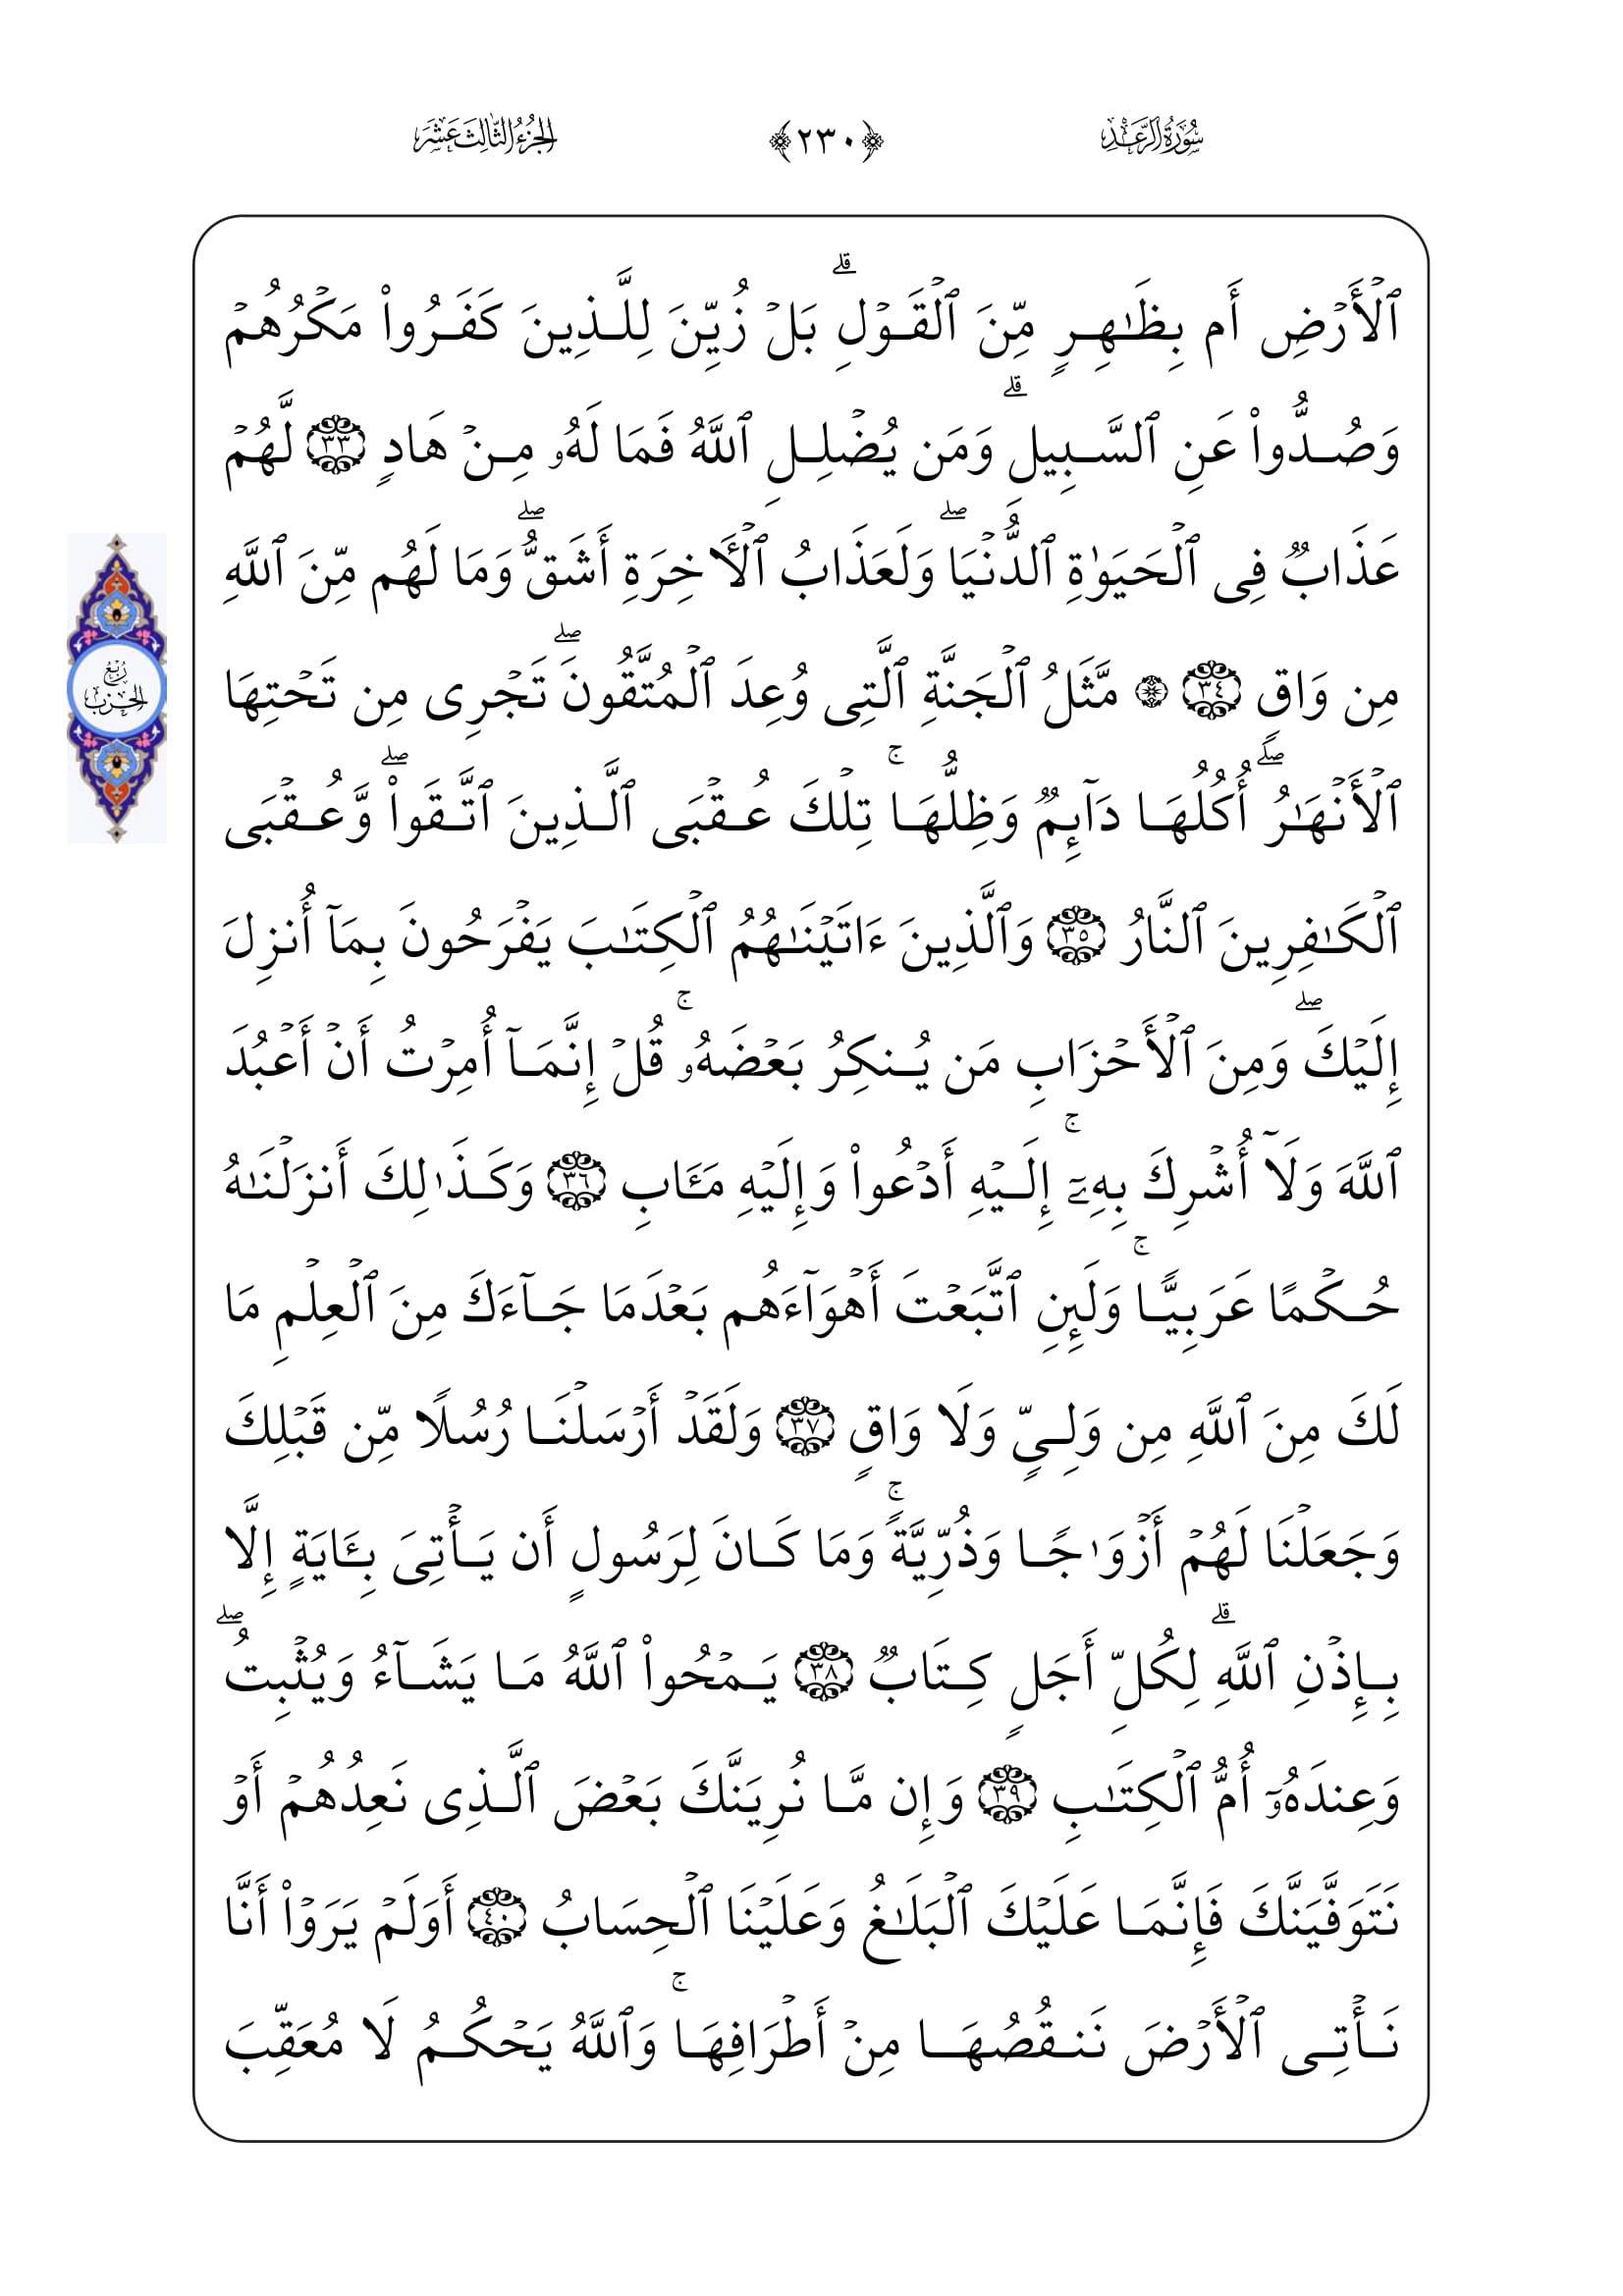 سُورَةُ الرَّعْدِ ﴿٢٣٠﴾ الجُزْءُ الثَّالِثَ عَشَرَ
ٱلۡأَرۡضِ أَم بِظَـٰهِرٍ مِّنَ ٱلۡقَوۡلِۗ بَلۡ زُيِّنَ لِلَّذِينَ كَفَرُواْ مَكۡرُهُمۡ
وَصُدُّواْ عَنِ ٱلسَّبِيلِۗ وَمَن يُضۡلِلِ ٱللَّهُ فَمَا لَهُۥ مِنۡ هَادٍ ٣٣ لَّهُمۡ
عَذَابٌ فِى ٱلۡحَيَوٰةِ ٱلدُّنۡيَاۖ وَلَعَذَابُ ٱلۡأَٓخِرَةِ أَشَقُّۖ وَمَا لَهُم مِّنَ ٱللَّهِ
مِن وَاقٍ ٣٤ ۞ مَّثَلُ ٱلۡجَنَّةِ ٱلَّتِى وُعِدَ ٱلۡمُتَّقُونَۖ تَجۡرِى مِن تَحۡتِهَا
رُبْعُ
الحِزْبِ
ٱلۡأَنۡهَـٰرُۖ أُكُلُهَا دَآئِمٌ وَظِلُّهَاۚ تِلۡكَ عُقۡبَى ٱلَّذِينَ ٱتَّقَواْۖ وَّعُقۡبَى
ٱلۡكَـٰفِرِينَ ٱلنَّارُ ٣٥ وَٱلَّذِينَ ءَاتَيۡنَـٰهُمُ ٱلۡكِتَـٰبَ يَفۡرَحُونَ بِمَآ أُنزِلَ
إِلَيۡكَۖ وَمِنَ ٱلۡأَحۡزَابِ مَن يُنكِرُ بَعۡضَهُۥۚ قُلۡ إِنَّمَآ أُمِرۡتُ أَنۡ أَعۡبُدَ
ٱللَّهَ وَلَآ أُشۡرِكَ بِهِۦٓۚ إِلَيۡهِ أَدۡعُواْ وَإِلَيۡهِ مَـَٔابِ ٣٦ وَكَذَٰلِكَ أَنزَلۡنَـٰهُ
حُكۡمًا عَرَبِيًّاۚ وَلَئِنِ ٱتَّبَعۡتَ أَهۡوَآءَهُم بَعۡدَمَا جَآءَكَ مِنَ ٱلۡعِلۡمِ مَا
لَكَ مِنَ ٱللَّهِ مِن وَلِىٍّ وَلَا وَاقٍ ٣٧ وَلَقَدۡ أَرۡسَلۡنَا رُسُلًا مِّن قَبۡلِكَ
وَجَعَلۡنَا لَهُمۡ أَزۡوَٰجًا وَذُرِّيَّةًۚ وَمَا كَانَ لِرَسُولٍ أَن يَأۡتِىَ بِـَٔايَةٍ إِلَّا
بِإِذۡنِ ٱللَّهِۗ لِكُلِّ أَجَلٍ كِتَابٌ ٣٨ يَمۡحُواْ ٱللَّهُ مَا يَشَآءُ وَيُثۡبِتُۖ
وَعِندَهُۥٓ أُمُّ ٱلۡكِتَـٰبِ ٣٩ وَإِن مَّا نُرِيَنَّكَ بَعۡضَ ٱلَّذِى نَعِدُهُمۡ أَوۡ
نَتَوَفَّيَنَّكَ فَإِنَّمَا عَلَيۡكَ ٱلۡبَلَـٰغُ وَعَلَيۡنَا ٱلۡحِسَابُ ٤٠ أَوَلَمۡ يَرَوۡاْ أَنَّا
نَأۡتِى ٱلۡأَرۡضَ نَنقُصُهَا مِنۡ أَطۡرَافِهَاۚ وَٱللَّهُ يَحۡكُمُ لَا مُعَقِّبَ